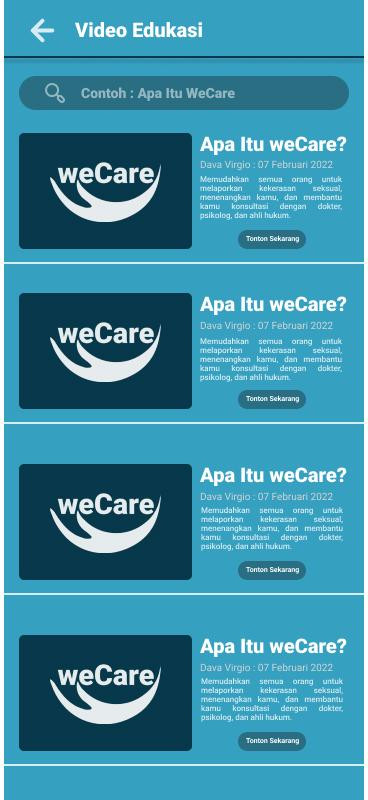 Video Edukasi
Contoh : Apa Itu WeCare
weCare
Apa Itu weCare?
Dava Virgio : 07 Februari 2022
Memudahkan semua orang untuk
melaporkan kekerasan seksual,
menenangkan kamu, dan membantu
kamu konsultasi dengan dokter,
psikolog, dan ahli hukum.
Tonton Sekarang
weCare
Apa Itu weCare?
Dava Virgio : 07 Februari 2022
Memudahkan semua orang untuk
melaporkan kekerasan seksual,
menenangkan kamu, dan membantu
kamu konsultasi dengan dokter,
psikolog, dan ahli hukum.
Tonton Sekarang
weCare
Apa Itu weCare?
Dava Virgio : 07 Februari 2022
Memudahkan semua orang untuk
melaporkan kekerasan seksual,
menenangkan kamu, dan membantu
kamu konsultasi dengan dokter,
psikolog, dan ahli hukum.
Tonton Sekarang
weCare
Apa Itu weCare?
Dava Virgio : 07 Februari 2022
Memudahkan semua orang untuk
melaporkan kekerasan seksual,
menenangkan kamu, dan membantu
kamu konsultasi dengan dokter,
psikolog, dan ahli hukum.
Tonton Sekarang